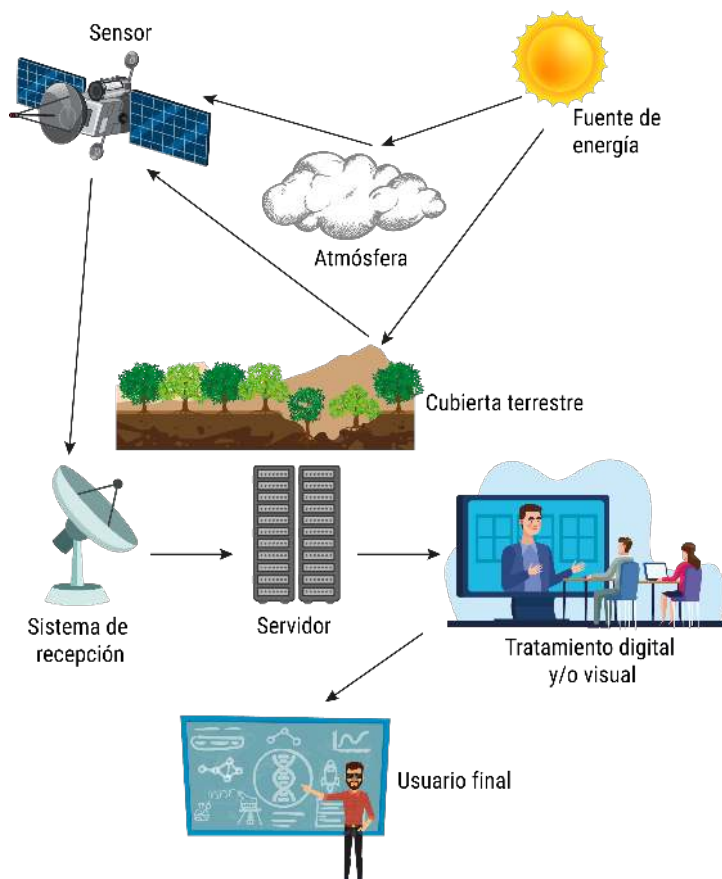 Sensor
Fuente de
energía
Atmósfera
Cubierta terrestre
Sistema de
recepción
Servidor
Tratamiento digital
y/o visual
Usuario final